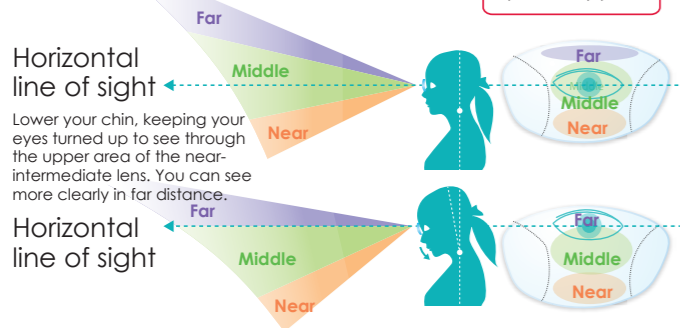 Far
Horizontal
line of sight
Middle
Near
Far
Middle
Near
Lower your chin, keeping your
eyes turned up to see through
the upper area of the near-
intermediate lens. You can see
more clearly in far distance.
Far
Horizontal
line of sight
Middle
Near
Far
Middle
Near